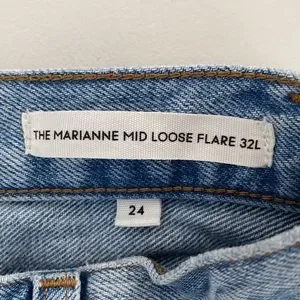 THE MARIANNE MID LOOSE FLARE 32L
24